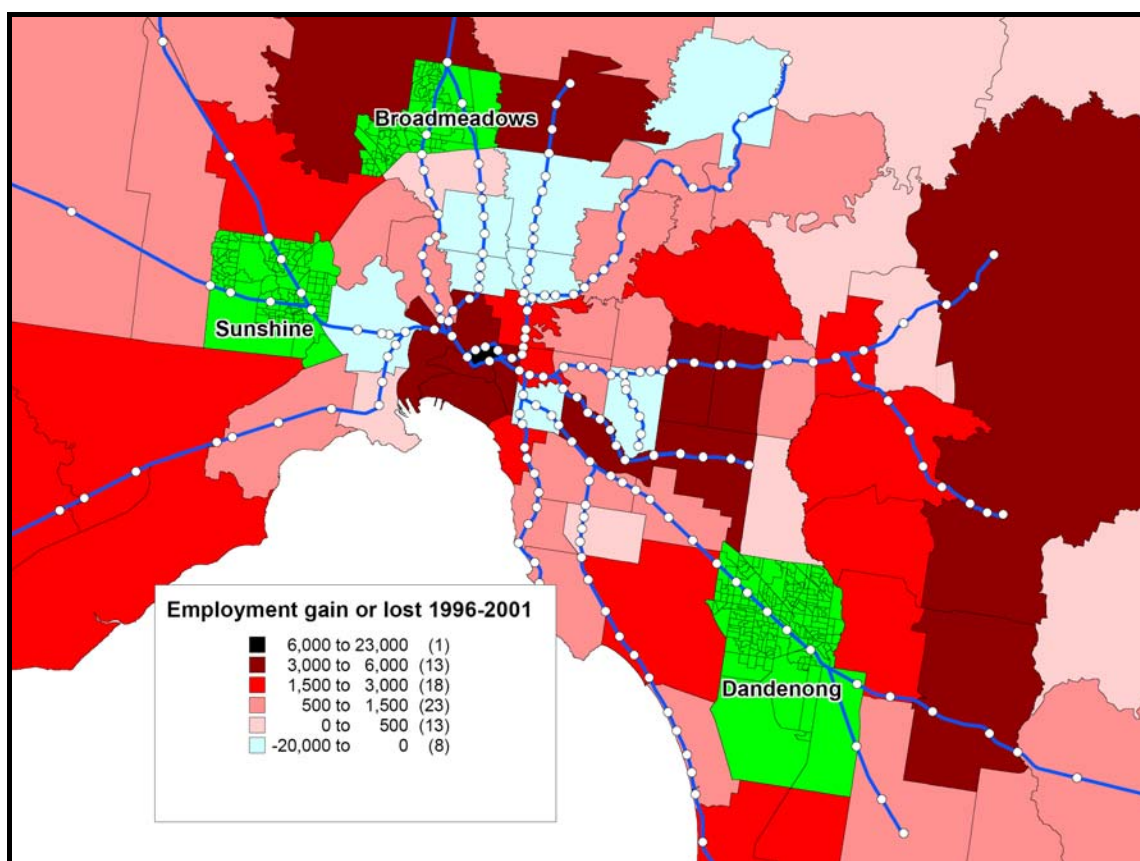 Broadmeadows
Sunshine
Employment gain or lost 1996-2001
6,000 to 23,000 (1)
3,000 to 6,000 (13)
1,500 to 3,000 (18)
500 to 1,500 (23)
0 to 500 (13)
-20,000 to 0 (8)
Dandenong